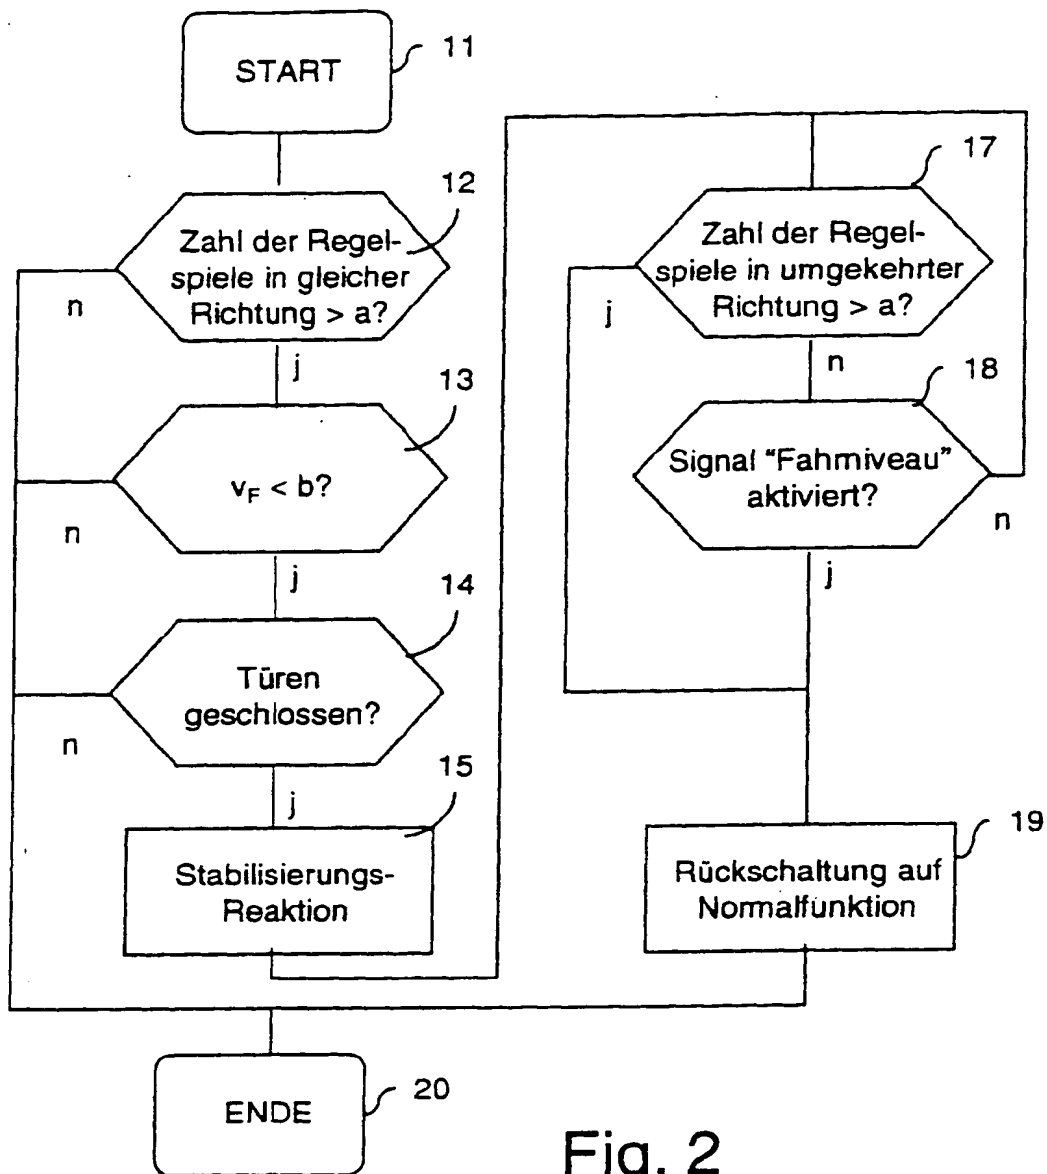 START
11
12
Zahl der Regel-
spiele in gleicher
Richtung > a?
n
j
13
vF < b?
n
j
14
Türen
geschlossen?
n
j
15
Stabilisierungs-
Reaktion
17
Zahl der Regel-
spiele in umgekehrter
Richtung > a?
j
n
18
Signal "Fahrniveau"
aktiviert?
n
j
19
Rückschaltung auf
Normalfunktion
ENDE
20
Fig. 2